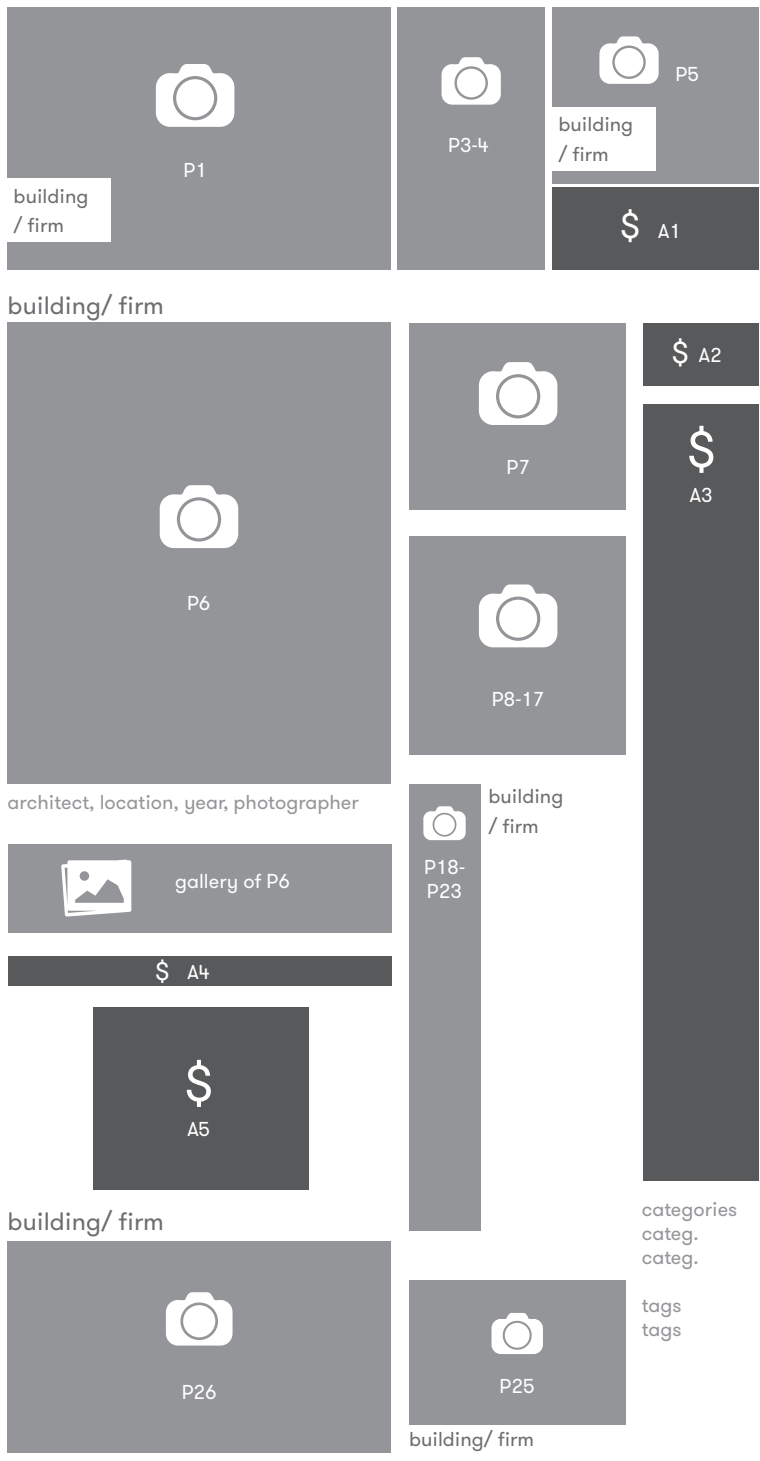 P1
building
/ firm
P3-4
P5
building
/ firm
$ A1
building/ firm
P6
architect, location, year, photographer
gallery of P6
$ A4
$
A5
building/ firm
P26
P7
P8-17
P18-
P23
building
/ firm
P25
building/ firm
$ A2
$
A3
categories
categ.
categ.
tags
tags